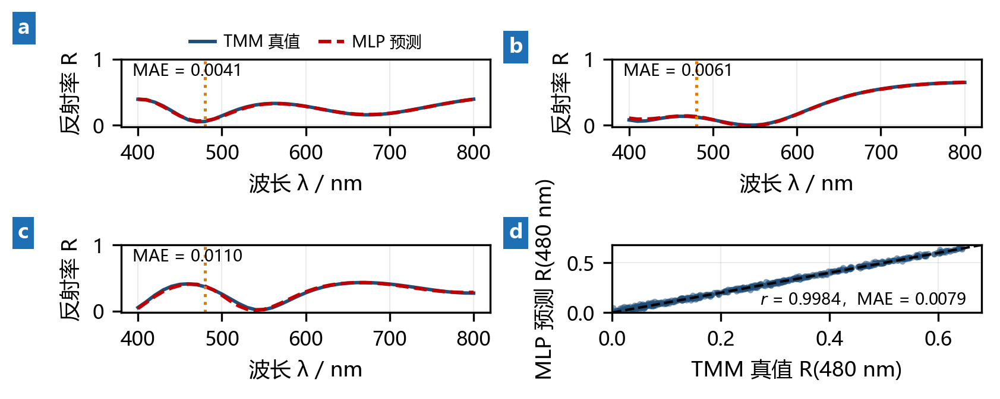 a
TMM 真值
MLP 预测
反射率 R
1
0
MAE = 0.0041
400 500 600 700 800
波长 λ / nm
b
反射率 R
1
0
MAE = 0.0061
400 500 600 700 800
波长 λ / nm
c
反射率 R
1
0
MAE = 0.0110
400 500 600 700 800
波长 λ / nm
d
MLP 预测 R(480 nm)
0.5
0.0
r = 0.9984，MAE = 0.0079
0.0 0.2 0.4 0.6
TMM 真值 R(480 nm)